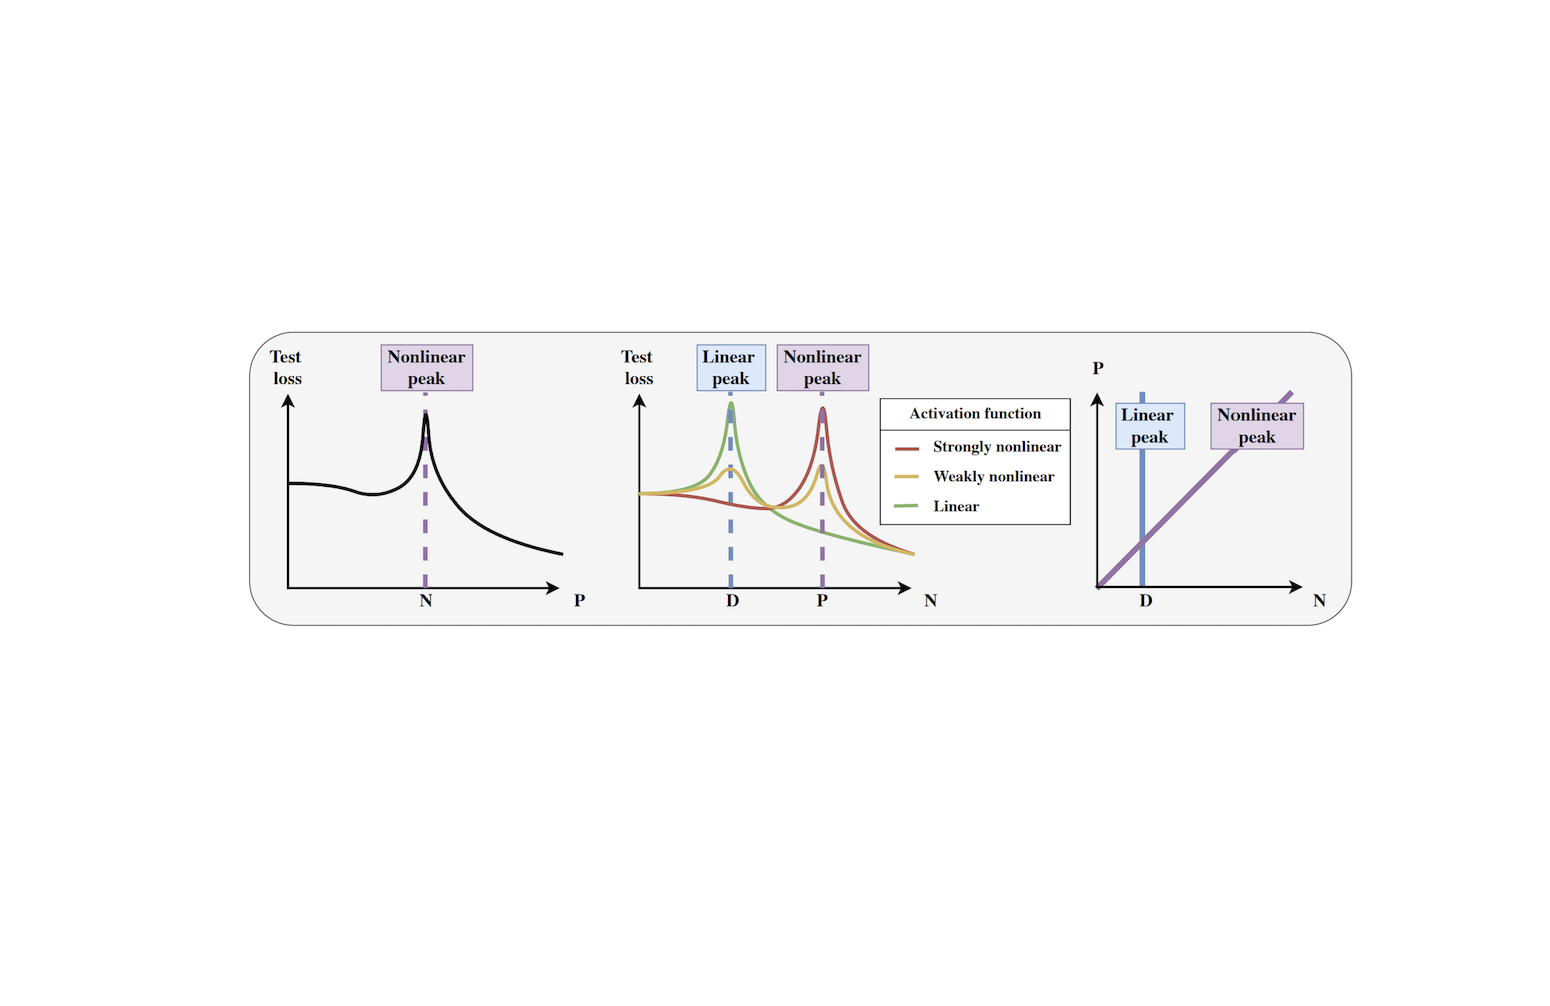 Test
loss
Nonlinear
peak
N
P
Test
loss
Linear
peak
Nonlinear
peak
D
P
N
Activation function
Strongly nonlinear
Weakly nonlinear
Linear
P
Linear
peak
Nonlinear
peak
D
N